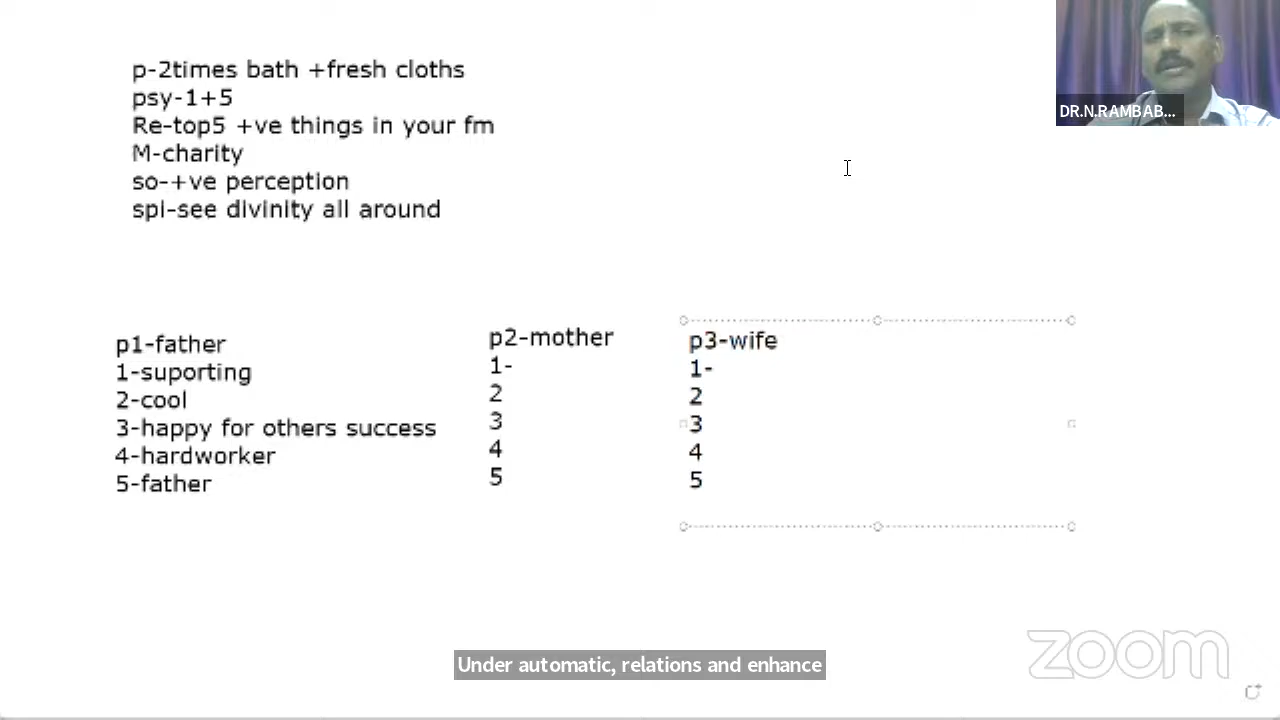 DR.N.RAMBAB...
p-2times bath +fresh cloths
psy-1+5
Re-top5 +ve things in your fm
M-charity
so-+ve perception
spi-see divinity all around
p1-father
1-suporting
2-cool
3-happy for others success
4-hardworker
5-father
p2-mother
1-
2
3
4
5
p3-wife
1-
2
3
4
5
Under automatic, relations and enhance
zoom